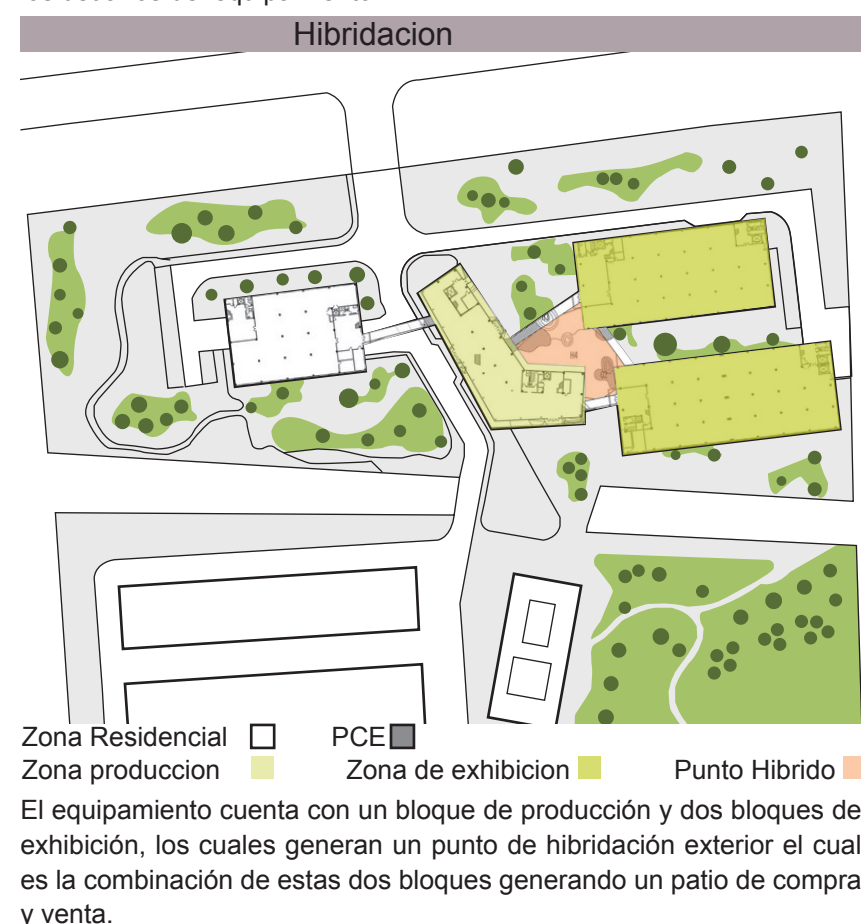 Hibridacion
Zona Residencial PCE
Zona produccion Zona de exhibicion Punto Hibrido
El equipamiento cuenta con un bloque de producción y dos bloques de
exhibición, los cuales generan un punto de hibridación exterior el cual
es la combinación de estas dos bloques generando un patio de compra
y venta.